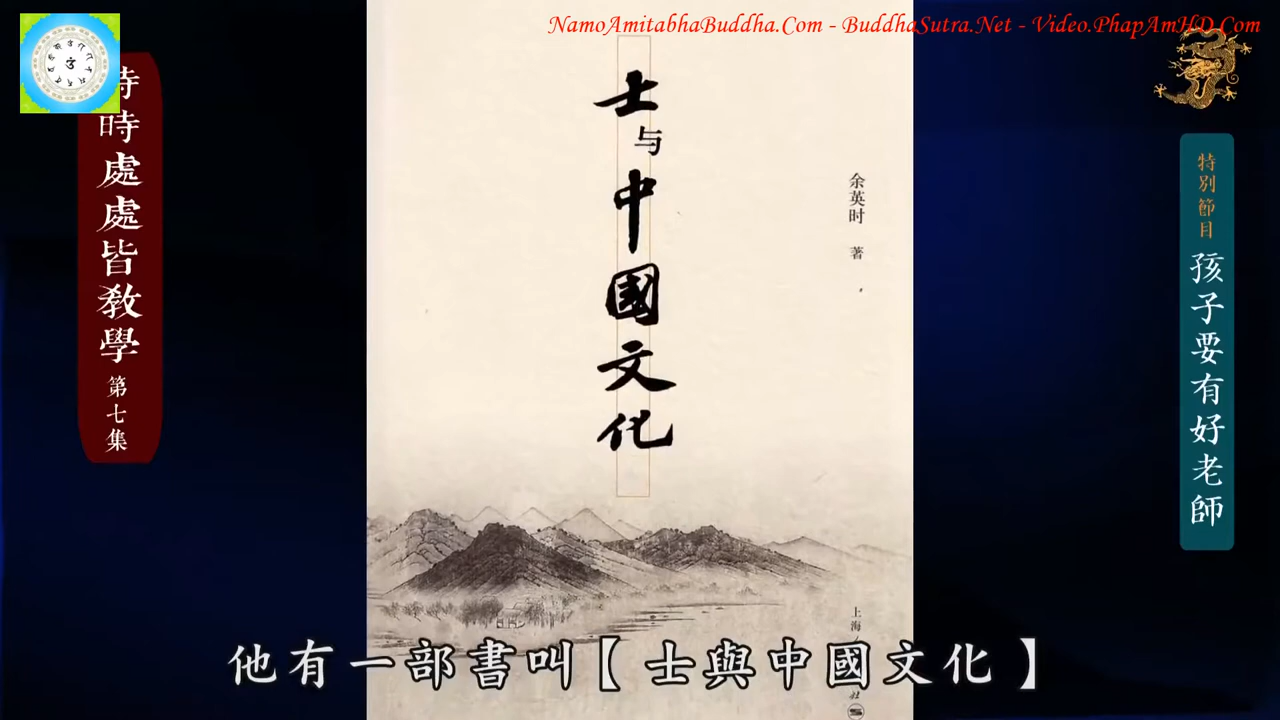 NamoAmitabhaBuddha.Com - BuddhaSutra.Net - Video.PhapAmHD.Com
時時處處皆教學
第七集
士与中國文化
余英时 著
上海
特別節目
孩子要有好老師
他有一部書叫【士與中國文化】